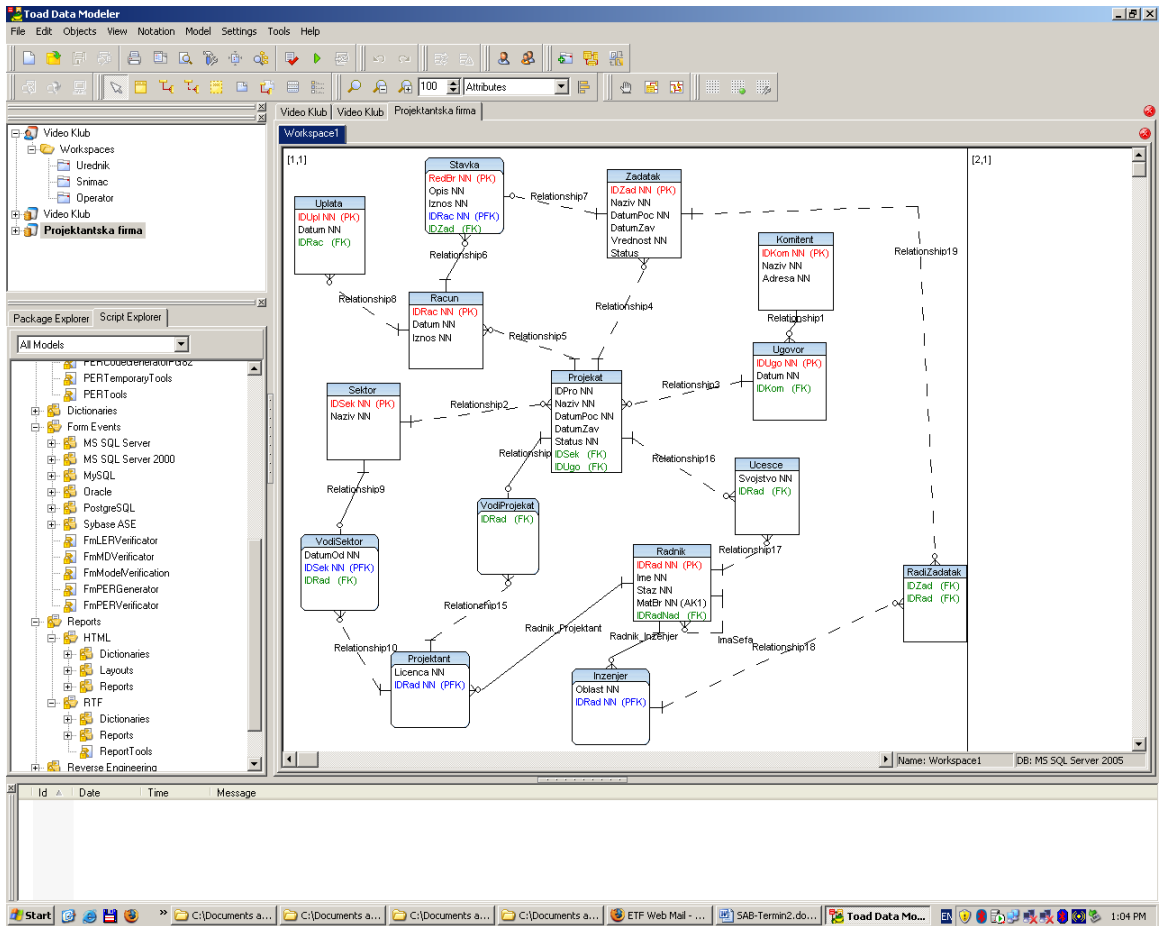 Toad Data Modeler
File Edit Objects View Notation Model Settings Tools Help
100 Attributes
Video Klub
Workspaces
Urednik
Snimac
Operator
Video Klub
Projektantska firma
Package Explorer Script Explorer
All Models
PERCodeGeneratorPG82
PERTemporaryTools
PERTools
Dictionaries
Form Events
MS SQL Server
MS SQL Server 2000
MySQL
Oracle
PostgreSQL
Sybase ASE
FmLERVerificator
FmMDVerificator
FmModelVerification
FmPERGenerator
FmPERVerificator
Reports
HTML
Dictionaries
Layouts
Reports
RTF
Dictionaries
Reports
ReportTools
Reverse Engineering
Video Klub Video Klub Projektantska firma
Workspace1
[1,1]
[2,1]
Stavka
RedBr NN (PK)
Opis NN
Iznos NN
IDRac NN (PFK)
IDZad (FK)
Relationship7
Zadatak
IDZad NN (PK)
Naziv NN
DatumPoc NN
DatumZav
Vrednost NN
Status
Uplata
IDUpl NN (PK)
Datum NN
IDRac (FK)
Relationship6
Relationship19
Komitent
IDKom NN (PK)
Naziv NN
Adresa NN
Relationship8
Racun
IDRac NN (PK)
Datum NN
Iznos NN
Relationship4
Relationship5
Relationship1
Ugovor
IDUgo NN (PK)
Datum NN
IDKom (FK)
Projekat
IDPro NN
Naziv NN
DatumPoc NN
DatumZav
Status NN
IDSek (FK)
IDUgo (FK)
Relationship3
Sektor
IDSek NN (PK)
Naziv NN
Relationship2
Relationship
Relationship16
Ucesce
Svojstvo NN
IDRad (FK)
Relationship9
VodiProjekat
IDRad (FK)
VodiSektor
DatumOd NN
IDSek NN (PFK)
IDRad (FK)
Radnik
IDRad NN (PK)
Ime NN
Staz NN
MatBr NN (AK1)
IDRadNad (FK)
Relationship17
RadiZadatak
IDZad (FK)
IDRad (FK)
Relationship15
Radnik_Projektant
Radnik_Inzenjer
ImaSefa
Relationship18
Relationship10
Projektant
Licenca NN
IDRad NN (PFK)
Inzenjer
Oblast NN
IDRad NN (PFK)
Name: Workspace1 DB: MS SQL Server 2005
Id Date Time Message
Start » C:\Documents a... C:\Documents a... C:\Documents a... C:\Documents a... ETF Web Mail - ... SAB-Termin2.do... Toad Data Mo... EN 1:04 PM